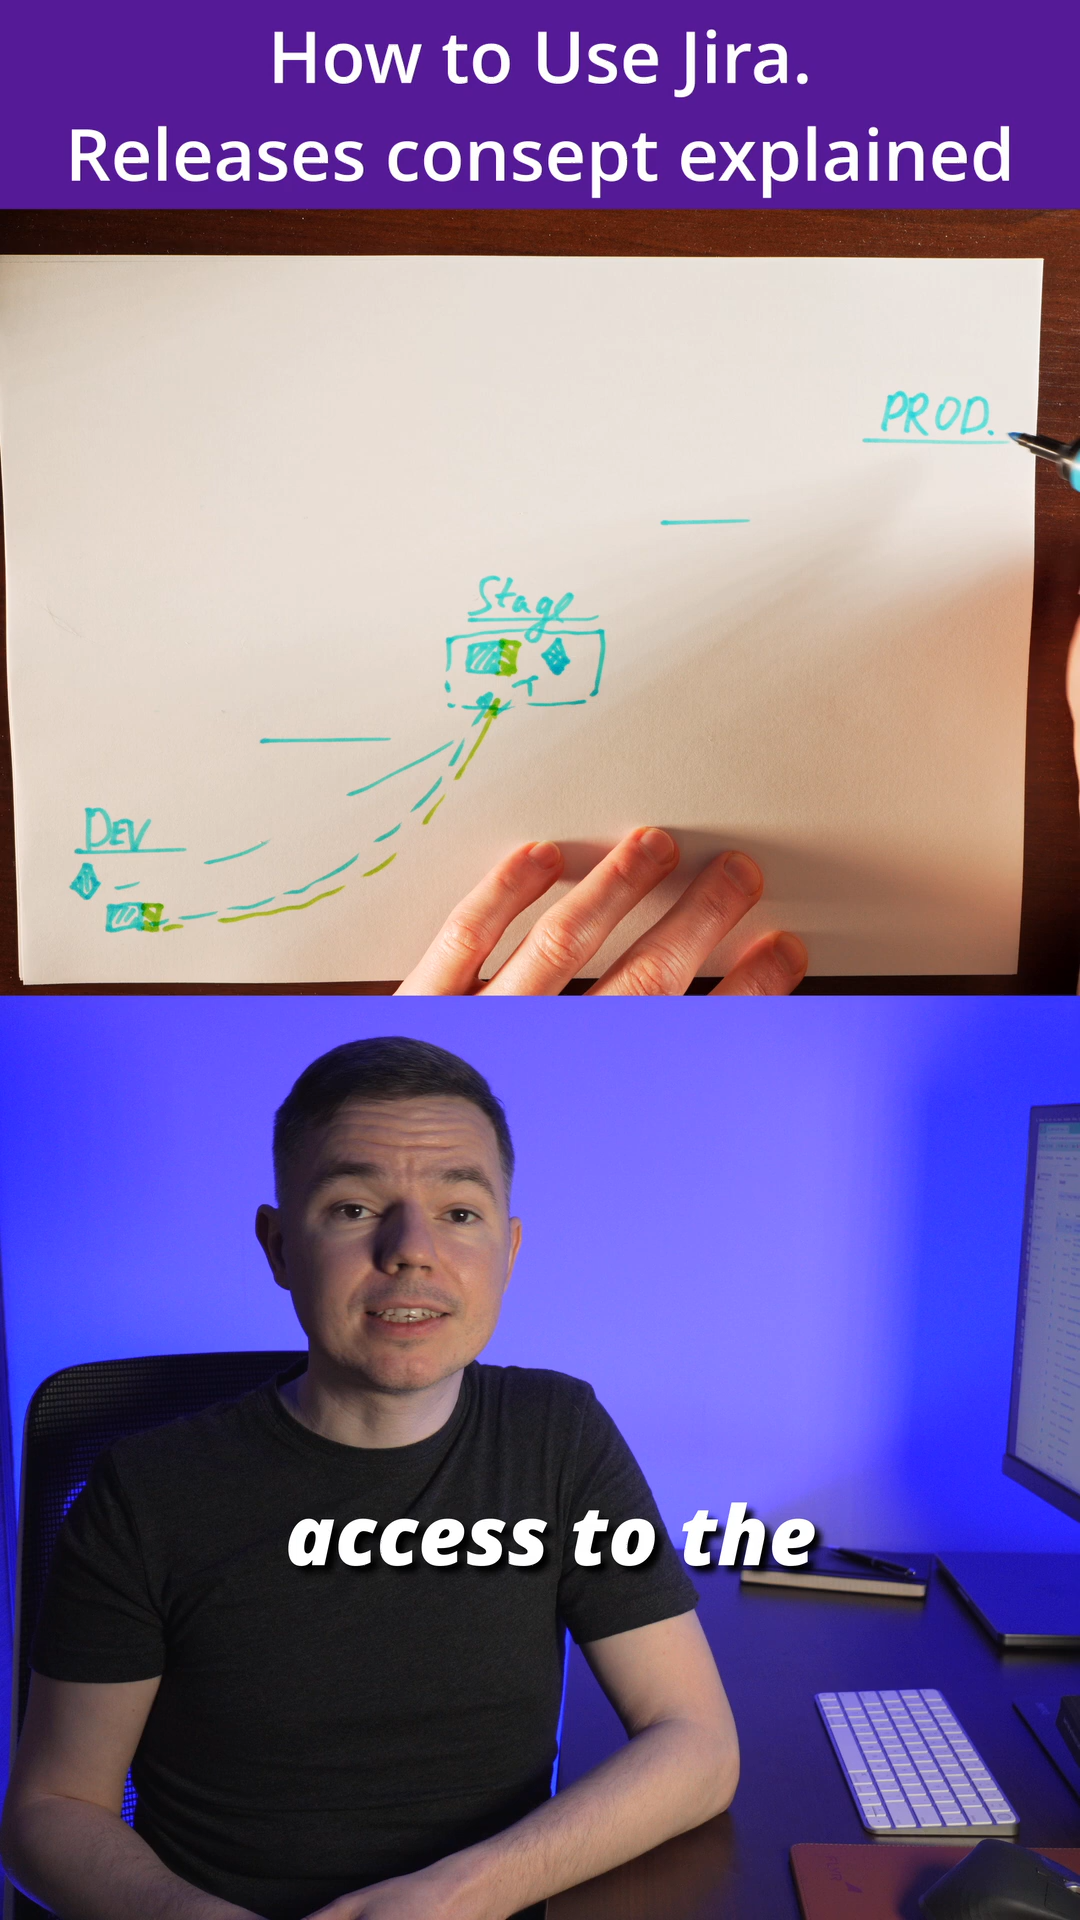 How to Use Jira.
Releases consept explained
PROD.
Stage
DEV
access to the